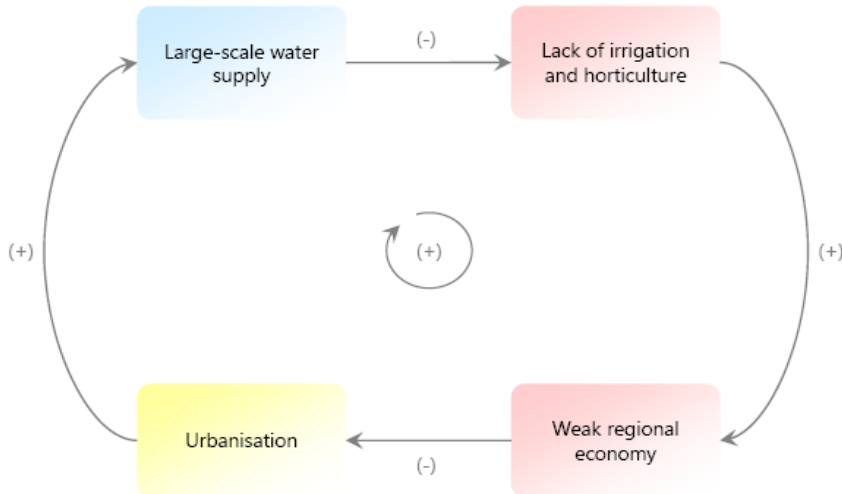 Large-scale water
supply
(-)
Lack of irrigation
and horticulture
(+)
(+)
(+)
Urbanisation
(-)
Weak regional
economy